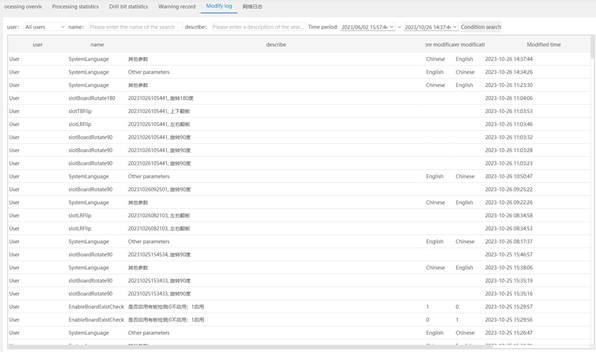 ocessing overvie Processing statistics Drill bit statistics Warning record Modify log 网络日志
user: All users name: Please enter the name of the search describe: Please enter a description of the sear... Time period: 2023/06/02 15:57:4 ~ 2023/10/26 14:37:4 Condition search
user name describe ore modificare modificati Modified time
User SystemLanguage 其他参数 Chinese English 2023-10-26 14:37:44
User SystemLanguage Other parameters English Chinese 2023-10-26 14:34:26
User SystemLanguage 其他参数 Chinese English 2023-10-26 11:23:30
User slotBoardRotate180 20231026105441, 旋转180度 2023-10-26 11:04:06
User slotTBFlip 20231026105441, 上下翻板 2023-10-26 11:03:53
User slotLRFlip 20231026105441, 左右翻板 2023-10-26 11:03:46
User slotBoardRotate90 20231026105441, 旋转90度 2023-10-26 11:03:32
User slotBoardRotate90 20231026105441, 旋转90度 2023-10-26 11:03:28
User slotBoardRotate90 20231026105441, 旋转90度 2023-10-26 11:03:23
User SystemLanguage Other parameters English Chinese 2023-10-26 10:50:47
User slotBoardRotate90 20231026092501, 旋转90度 2023-10-26 09:25:22
User SystemLanguage 其他参数 Chinese English 2023-10-26 09:22:26
User slotLRFlip 20231026082103, 左右翻板 2023-10-26 08:34:58
User slotLRFlip 20231026082103, 左右翻板 2023-10-26 08:34:53
User SystemLanguage Other parameters English Chinese 2023-10-26 08:17:37
User slotBoardRotate90 20231025154534, 旋转90度 2023-10-25 15:46:57
User SystemLanguage 其他参数 Chinese English 2023-10-25 15:38:06
User slotBoardRotate90 20231025153433, 旋转90度 2023-10-25 15:35:19
User slotBoardRotate90 20231025153433, 旋转90度 2023-10-25 15:35:16
User EnableBoardExistCheck 是否启用有板检测(0不启用；1启用 1 0 2023-10-25 15:29:57
User EnableBoardExistCheck 是否启用有板检测(0不启用；1启用 0 1 2023-10-25 15:29:56
User SystemLanguage Other parameters English Chinese 2023-10-25 15:26:47